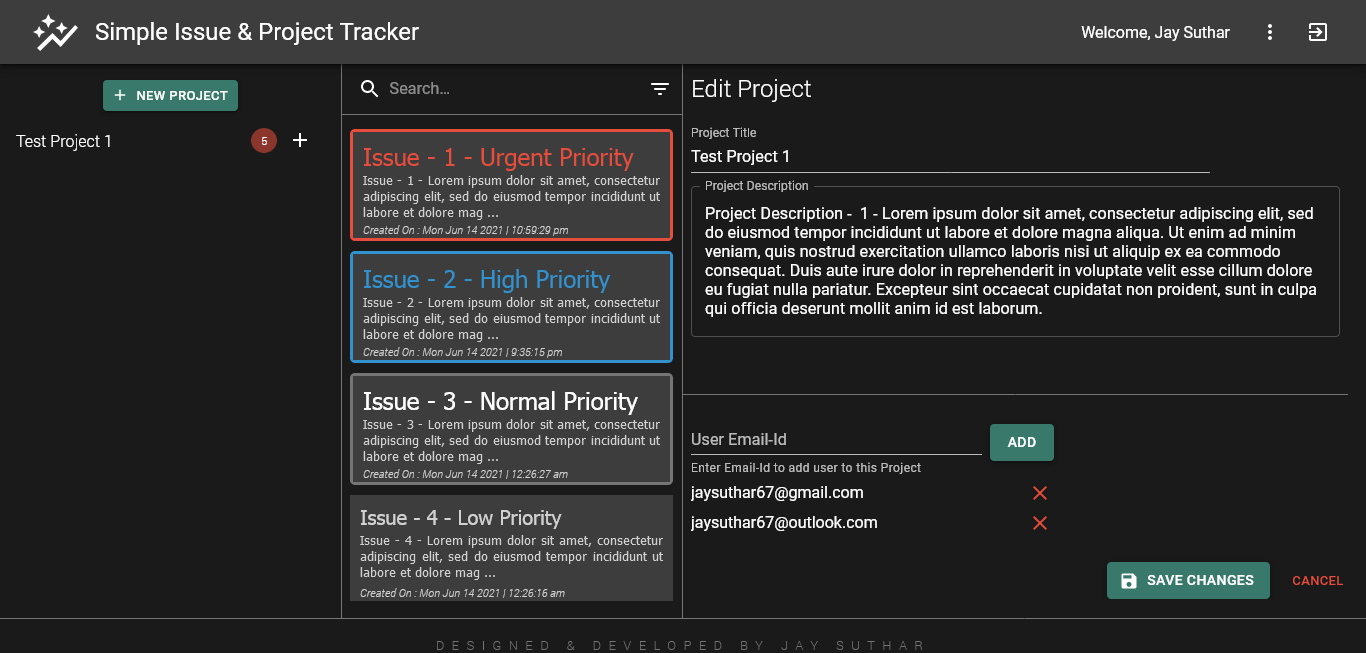 Simple Issue & Project Tracker
Welcome, Jay Suthar
NEW PROJECT
Test Project 1
5
Search...
Issue - 1 - Urgent Priority
Issue - 1 - Lorem ipsum dolor sit amet, consectetur
adipiscing elit, sed do eiusmod tempor incididunt ut
labore et dolore mag ...
Created On : Mon Jun 14 2021 | 10:59:29 pm
Issue - 2 - High Priority
Issue - 2 - Lorem ipsum dolor sit amet, consectetur
adipiscing elit, sed do eiusmod tempor incididunt ut
labore et dolore mag ...
Created On : Mon Jun 14 2021 | 9:35:15 pm
Issue - 3 - Normal Priority
Issue - 3 - Lorem ipsum dolor sit amet, consectetur
adipiscing elit, sed do eiusmod tempor incididunt ut
labore et dolore mag ...
Created On : Mon Jun 14 2021 | 12:26:27 am
Issue - 4 - Low Priority
Issue - 4 - Lorem ipsum dolor sit amet, consectetur
adipiscing elit, sed do eiusmod tempor incididunt ut
labore et dolore mag ...
Created On : Mon Jun 14 2021 | 12:26:16 am
Edit Project
Project Title
Test Project 1
Project Description
Project Description - 1 - Lorem ipsum dolor sit amet, consectetur adipiscing elit, sed
do eiusmod tempor incididunt ut labore et dolore magna aliqua. Ut enim ad minim
veniam, quis nostrud exercitation ullamco laboris nisi ut aliquip ex ea commodo
consequat. Duis aute irure dolor in reprehenderit in voluptate velit esse cillum dolore
eu fugiat nulla pariatur. Excepteur sint occaecat cupidatat non proident, sunt in culpa
qui officia deserunt mollit anim id est laborum.
User Email-Id
ADD
Enter Email-Id to add user to this Project
jaysuthar67@gmail.com
jaysuthar67@outlook.com
SAVE CHANGES
CANCEL
DESIGNED & DEVELOPED BY JAY SUTHAR